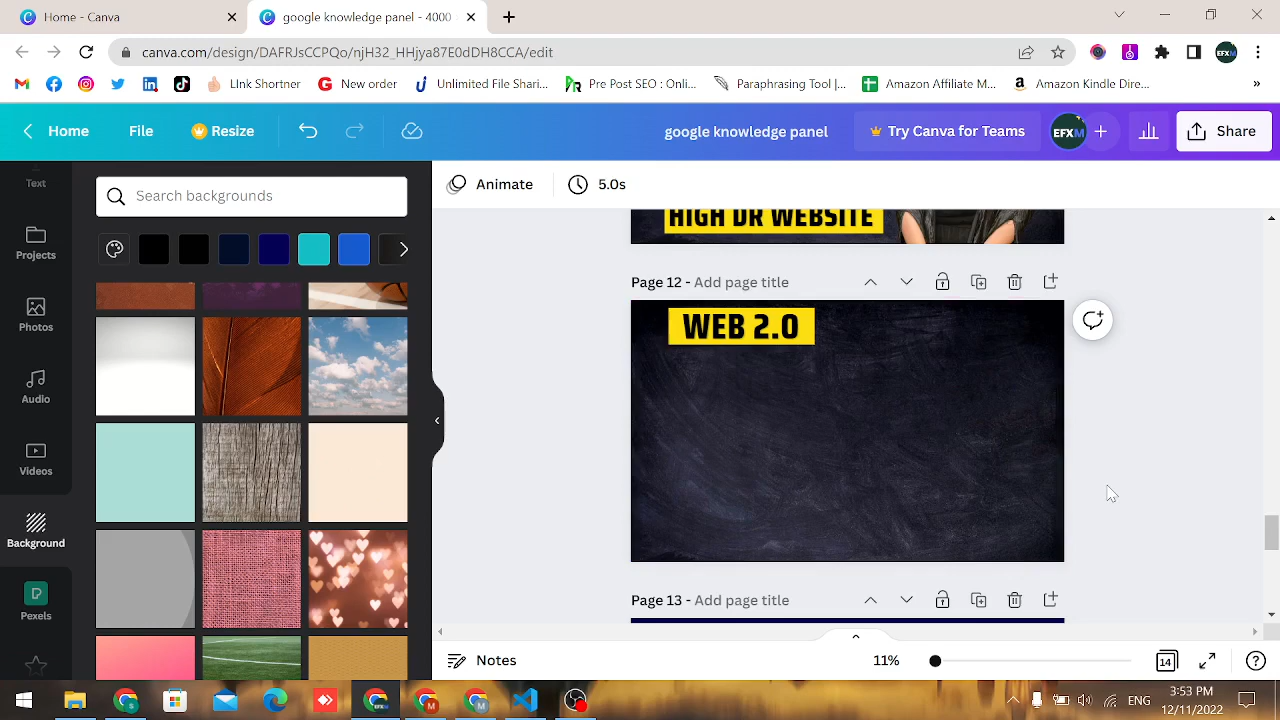 Home - Canva
google knowledge panel - 4000
canva.com/design/DAFRJsCCPQo/njH32_HHjya87E0dDH8CCA/edit
EFXM
Link Shortner
New order
Unlimited File Shari...
Pre Post SEO : Onlin...
Paraphrasing Tool |...
Amazon Affiliate M...
Amazon Kindle Dire...
»
Home
File
Resize
google knowledge panel
Try Canva for Teams
EFXM
Share
Text
Projects
Photos
Audio
Videos
Background
Pexels
Search backgrounds
Animate
5.0s
HIGH DR WEBSITE
Page 12 - Add page title
WEB 2.0
Page 13 - Add page title
Notes
11%
14
ENG
3:53 PM
12/11/2022